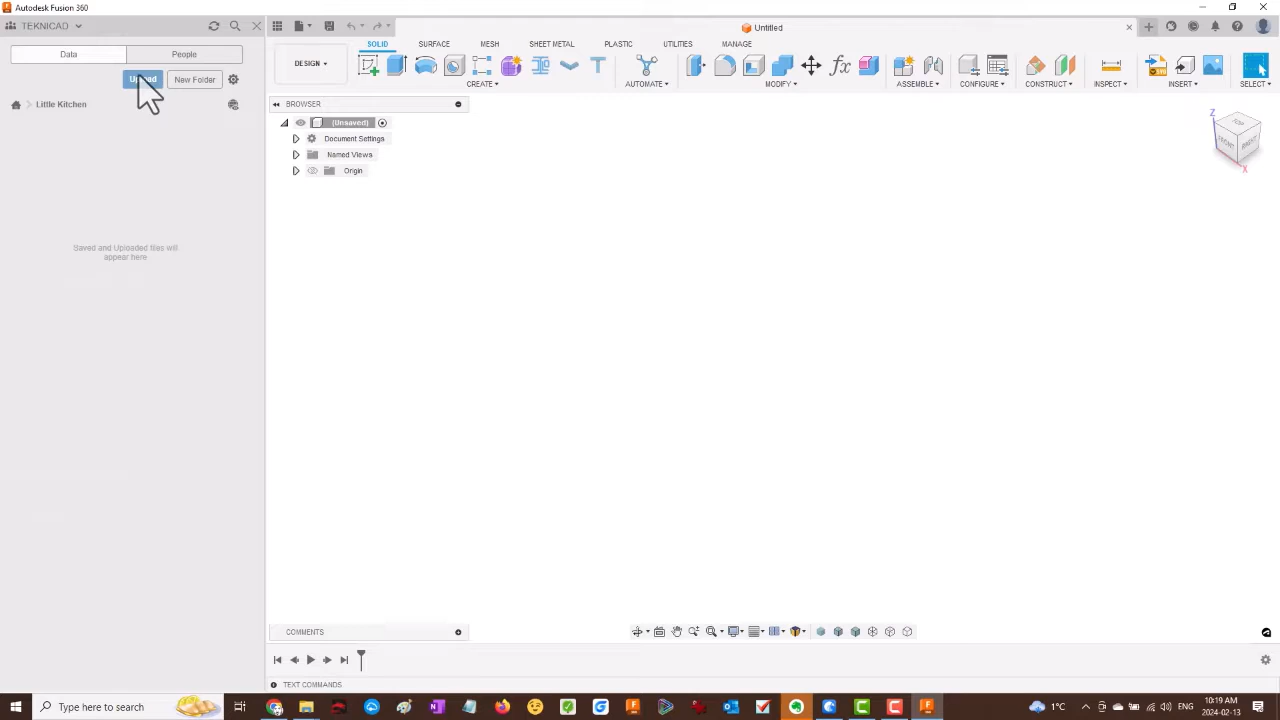 Autodesk Fusion 360
TEKNICAD
Untitled
Data
People
Upload
New Folder
Little Kitchen
Saved and Uploaded files will
appear here
DESIGN
SOLID
SURFACE
MESH
SHEET METAL
PLASTIC
UTILITIES
MANAGE
CREATE
AUTOMATE
MODIFY
ASSEMBLE
CONFIGURE
CONSTRUCT
INSPECT
INSERT
SELECT
BROWSER
(Unsaved)
Document Settings
Named Views
Origin
Z
TOP
FRONT
RIGHT
X
COMMENTS
TEXT COMMANDS
Type here to search
1°C
ENG
10:19 AM
2024-02-13